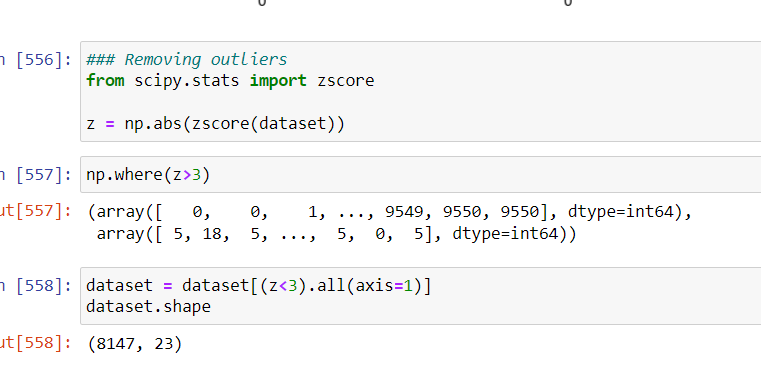 n [556]: ### Removing outliers
from scipy.stats import zscore
z = np.abs(zscore(dataset))
n [557]: np.where(z>3)
ut[557]: (array([   0,    0,    1, ..., 9549, 9550, 9550], dtype=int64),
array([ 5, 18,  5, ...,  5,  0,  5], dtype=int64))
n [558]: dataset = dataset[(z<3).all(axis=1)]
dataset.shape
ut[558]: (8147, 23)